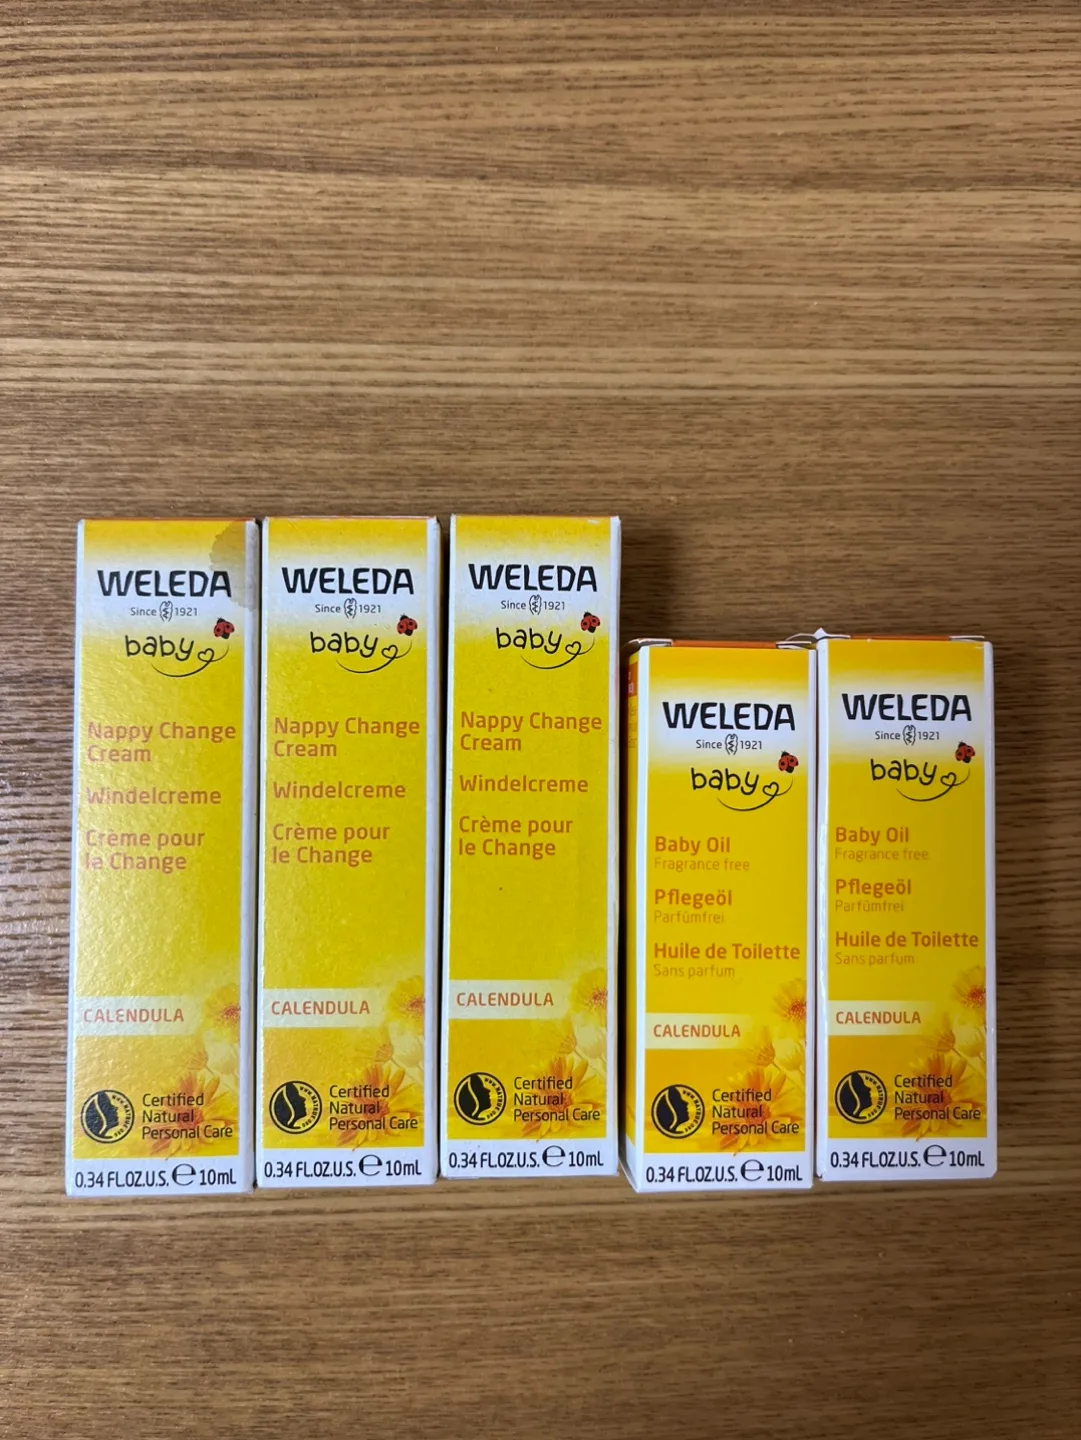 WELEDA
Since 1921
baby
Nappy Change
Cream
Windelcreme
Crème pour
le Change
CALENDULA
Certified
Natural
Personal Care
0.34 FL.OZ.U.S. ℮ 10mL
WELEDA
Since 1921
baby
Nappy Change
Cream
Windelcreme
Crème pour
le Change
CALENDULA
Certified
Natural
Personal Care
0.34 FL.OZ.U.S. ℮ 10mL
WELEDA
Since 1921
baby
Nappy Change
Cream
Windelcreme
Crème pour
le Change
CALENDULA
Certified
Natural
Personal Care
0.34 FL.OZ.U.S. ℮ 10mL
WELEDA
Since 1921
baby
Baby Oil
Fragrance free
Pflegeöl
Parfümfrei
Huile de Toilette
Sans parfum
CALENDULA
Certified
Natural
Personal Care
0.34 FL.OZ.U.S. ℮ 10mL
WELEDA
Since 1921
baby
Baby Oil
Fragrance free
Pflegeöl
Parfümfrei
Huile de Toilette
Sans parfum
CALENDULA
Certified
Natural
Personal Care
0.34 FL.OZ.U.S. ℮ 10mL